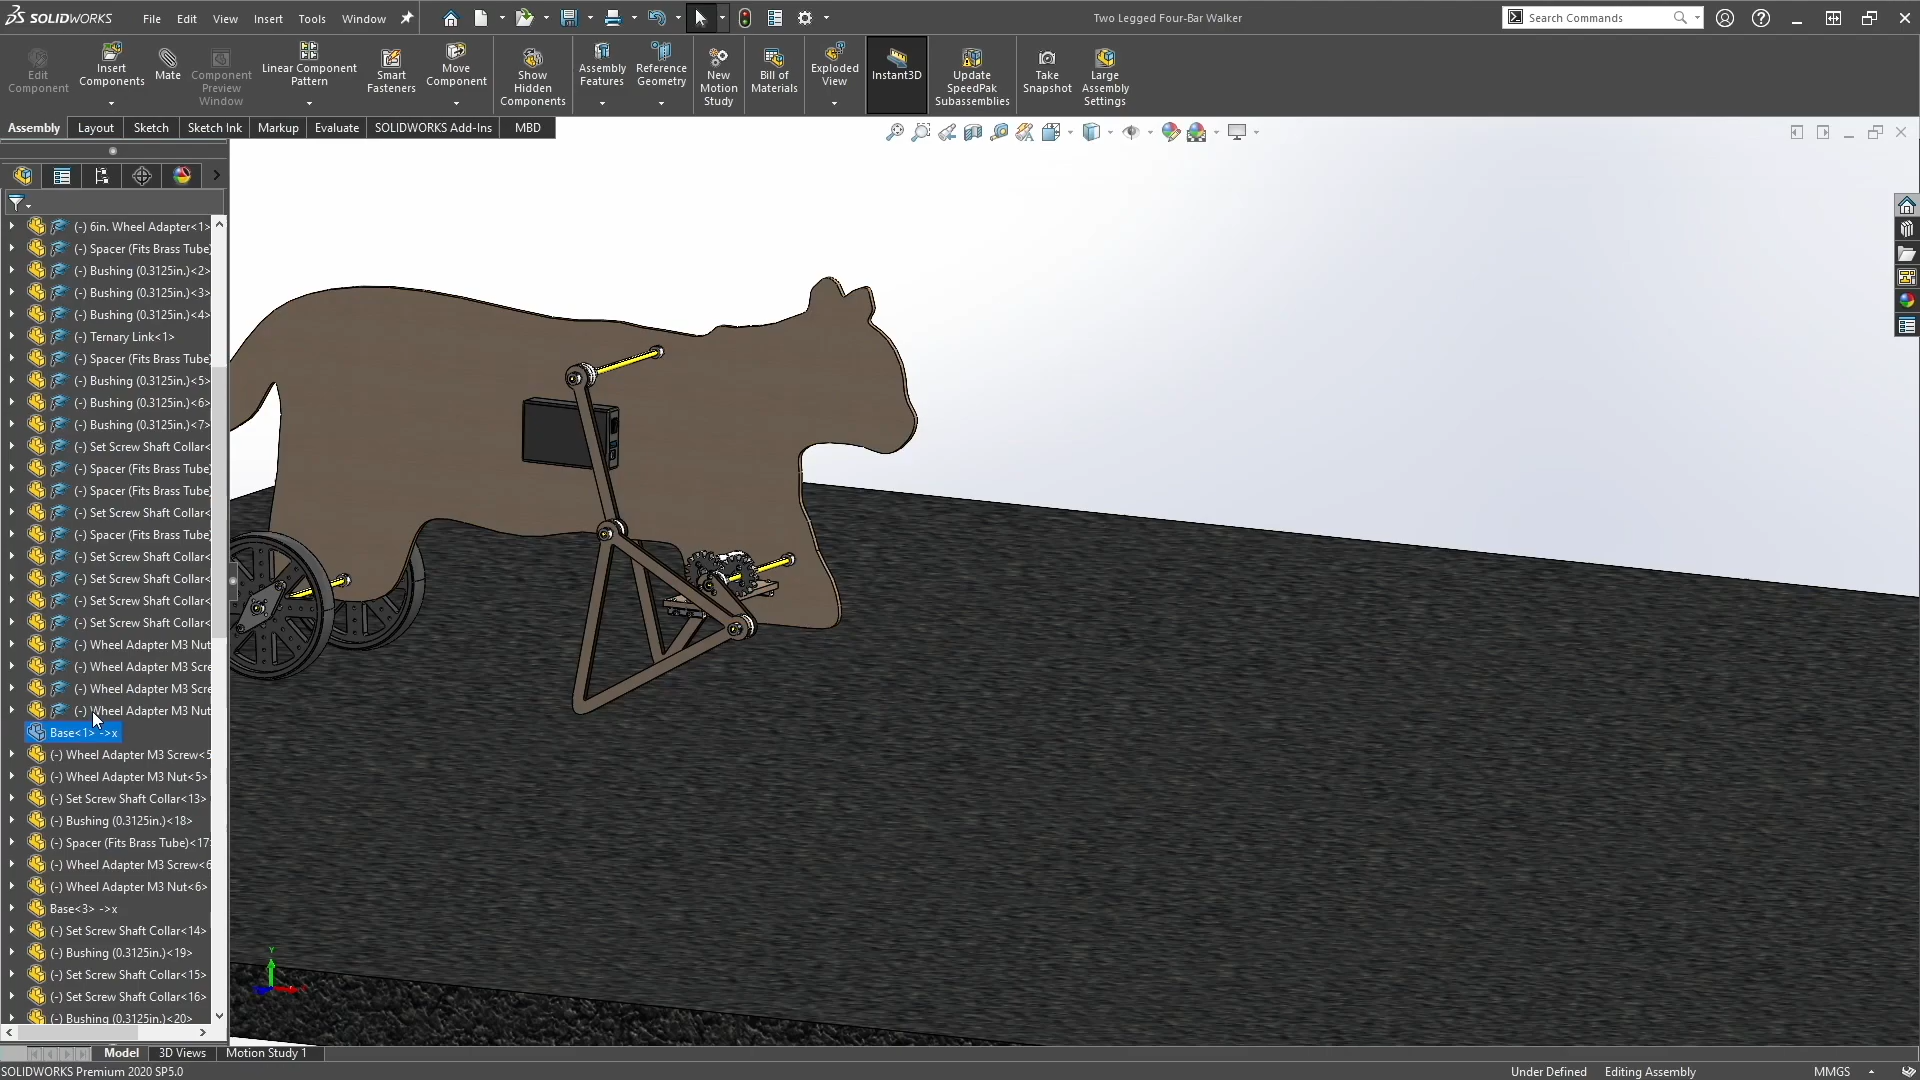 SOLIDWORKS
File
Edit
View
Insert
Tools
Window
Two Legged Four-Bar Walker
Search Commands
Edit
Component
Insert
Components
Mate
Component
Preview
Window
Linear Component
Pattern
Smart
Fasteners
Move
Component
Show
Hidden
Components
Assembly
Features
Reference
Geometry
New
Motion
Study
Bill of
Materials
Exploded
View
Instant3D
Update
SpeedPak
Subassemblies
Take
Snapshot
Large
Assembly
Settings
Assembly
Layout
Sketch
Sketch Ink
Markup
Evaluate
SOLIDWORKS Add-Ins
MBD
(-) 6in. Wheel Adapter<1>
(-) Spacer (Fits Brass Tube)
(-) Bushing (0.3125in.)<2>
(-) Bushing (0.3125in.)<3>
(-) Bushing (0.3125in.)<4>
(-) Ternary Link<1>
(-) Spacer (Fits Brass Tube)
(-) Bushing (0.3125in.)<5>
(-) Bushing (0.3125in.)<6>
(-) Bushing (0.3125in.)<7>
(-) Set Screw Shaft Collar<
(-) Spacer (Fits Brass Tube)
(-) Spacer (Fits Brass Tube)
(-) Set Screw Shaft Collar<
(-) Spacer (Fits Brass Tube)
(-) Set Screw Shaft Collar<
(-) Set Screw Shaft Collar<
(-) Set Screw Shaft Collar<
(-) Set Screw Shaft Collar<
(-) Wheel Adapter M3 Nut
(-) Wheel Adapter M3 Scre
(-) Wheel Adapter M3 Scre
(-) Wheel Adapter M3 Nut
Base<1> ->x
(-) Wheel Adapter M3 Screw<5
(-) Wheel Adapter M3 Nut<5>
(-) Set Screw Shaft Collar<13>
(-) Bushing (0.3125in.)<18>
(-) Spacer (Fits Brass Tube)<17
(-) Wheel Adapter M3 Screw<6
(-) Wheel Adapter M3 Nut<6>
Base<3> ->x
(-) Set Screw Shaft Collar<14>
(-) Bushing (0.3125in.)<19>
(-) Set Screw Shaft Collar<15>
(-) Set Screw Shaft Collar<16>
(-) Bushing (0.3125in.)<20>
Y
Model
3D Views
Motion Study 1
SOLIDWORKS Premium 2020 SP5.0
Under Defined
Editing Assembly
MMGS